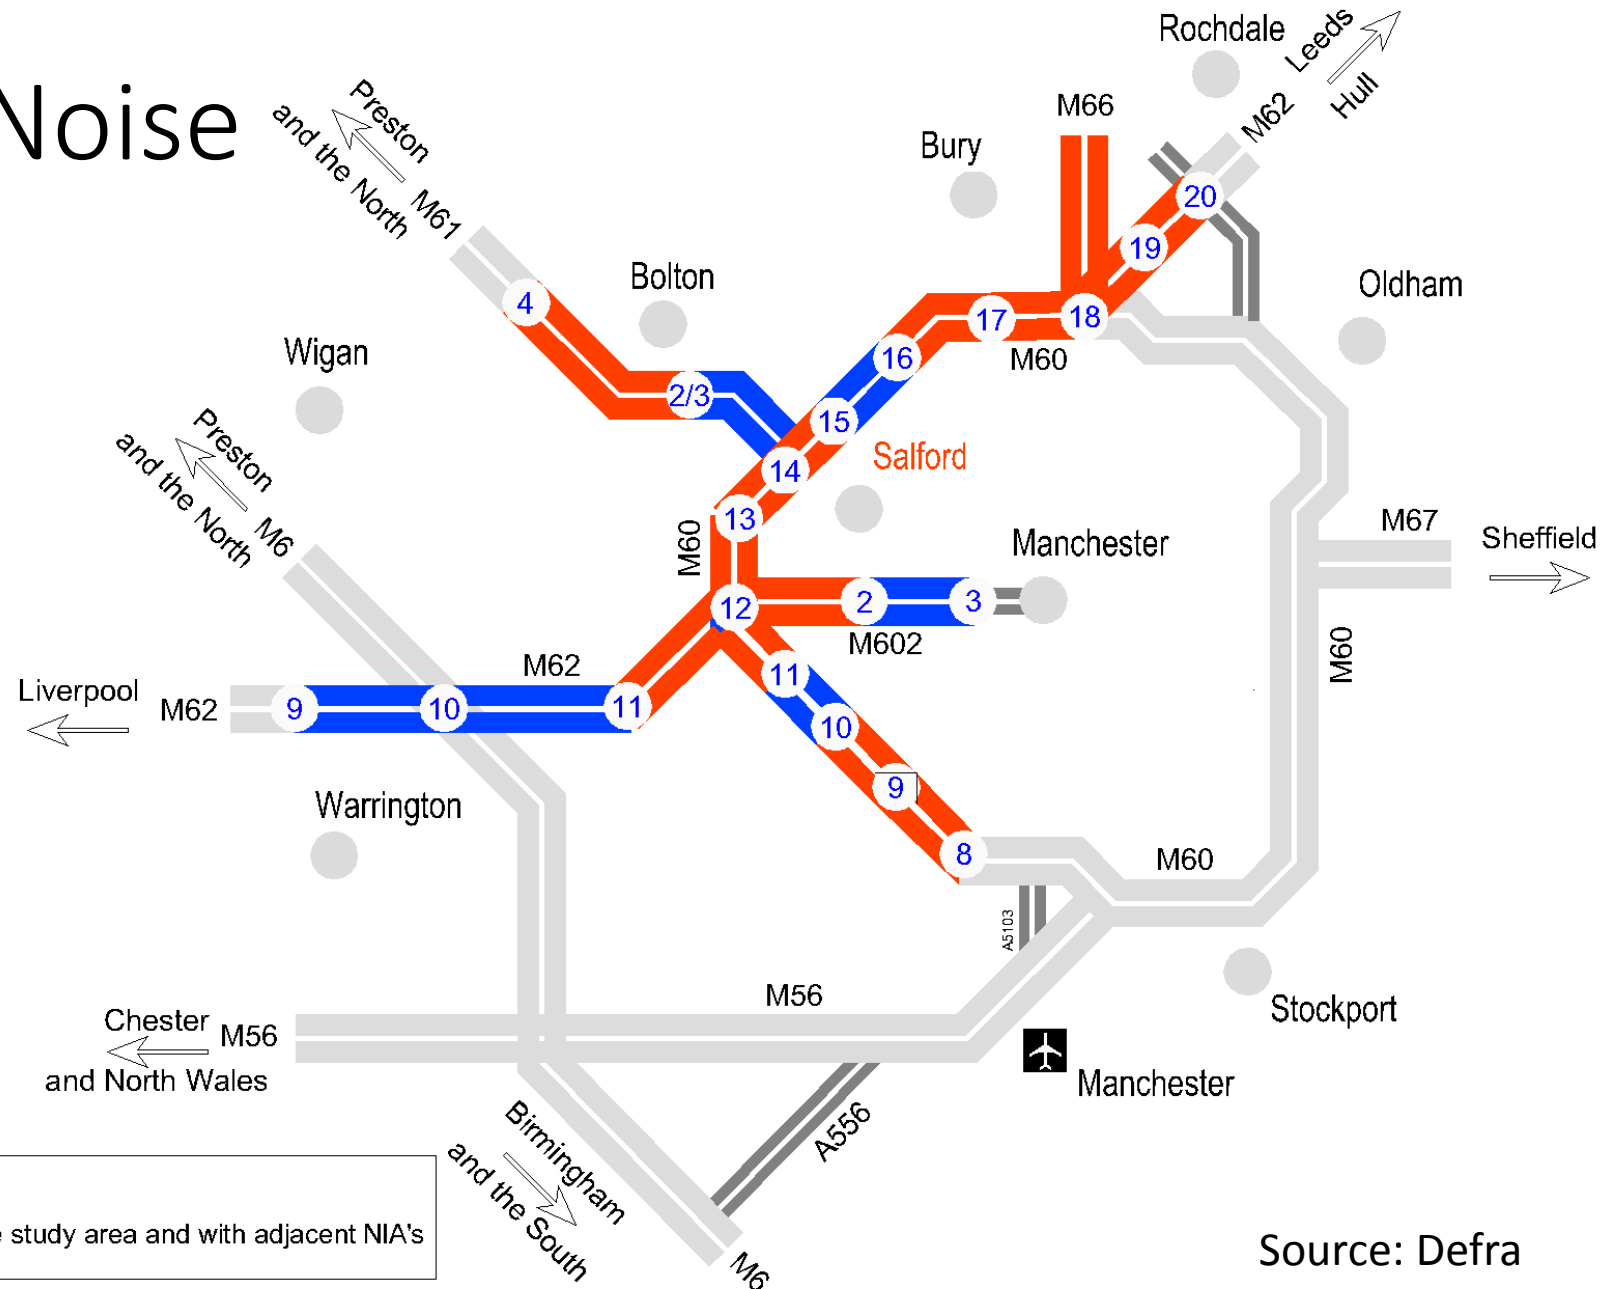 Noise
Rochdale
Leeds
Hull
M62
M66
Bury
Preston
and the North
M61
20
19
Bolton
Oldham
4
18
17
M60
16
Wigan
2/3
15
Salford
14
Preston
and the North
M6
13
M60
M67
Sheffield
Manchester
12
2
3
M602
M60
M62
11
Liverpool
M62
9
10
11
10
9
Warrington
8
M60
A5103
M56
Stockport
Chester
M56
and North Wales
Manchester
A556
Birmingham
and the South
M6
study area and with adjacent NIA's
Source: Defra